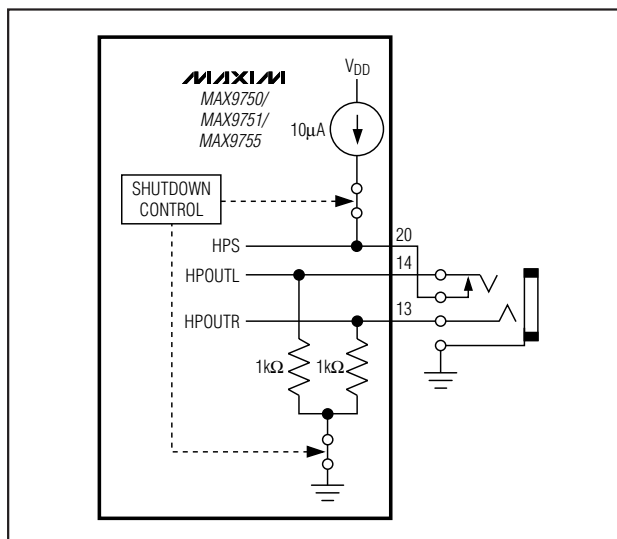 MAXIM
MAX9750/
MAX9751/
MAX9755
VDD
10μA
SHUTDOWN
CONTROL
HPS
20
HPOUTL
14
HPOUTR
13
1kΩ
1kΩ